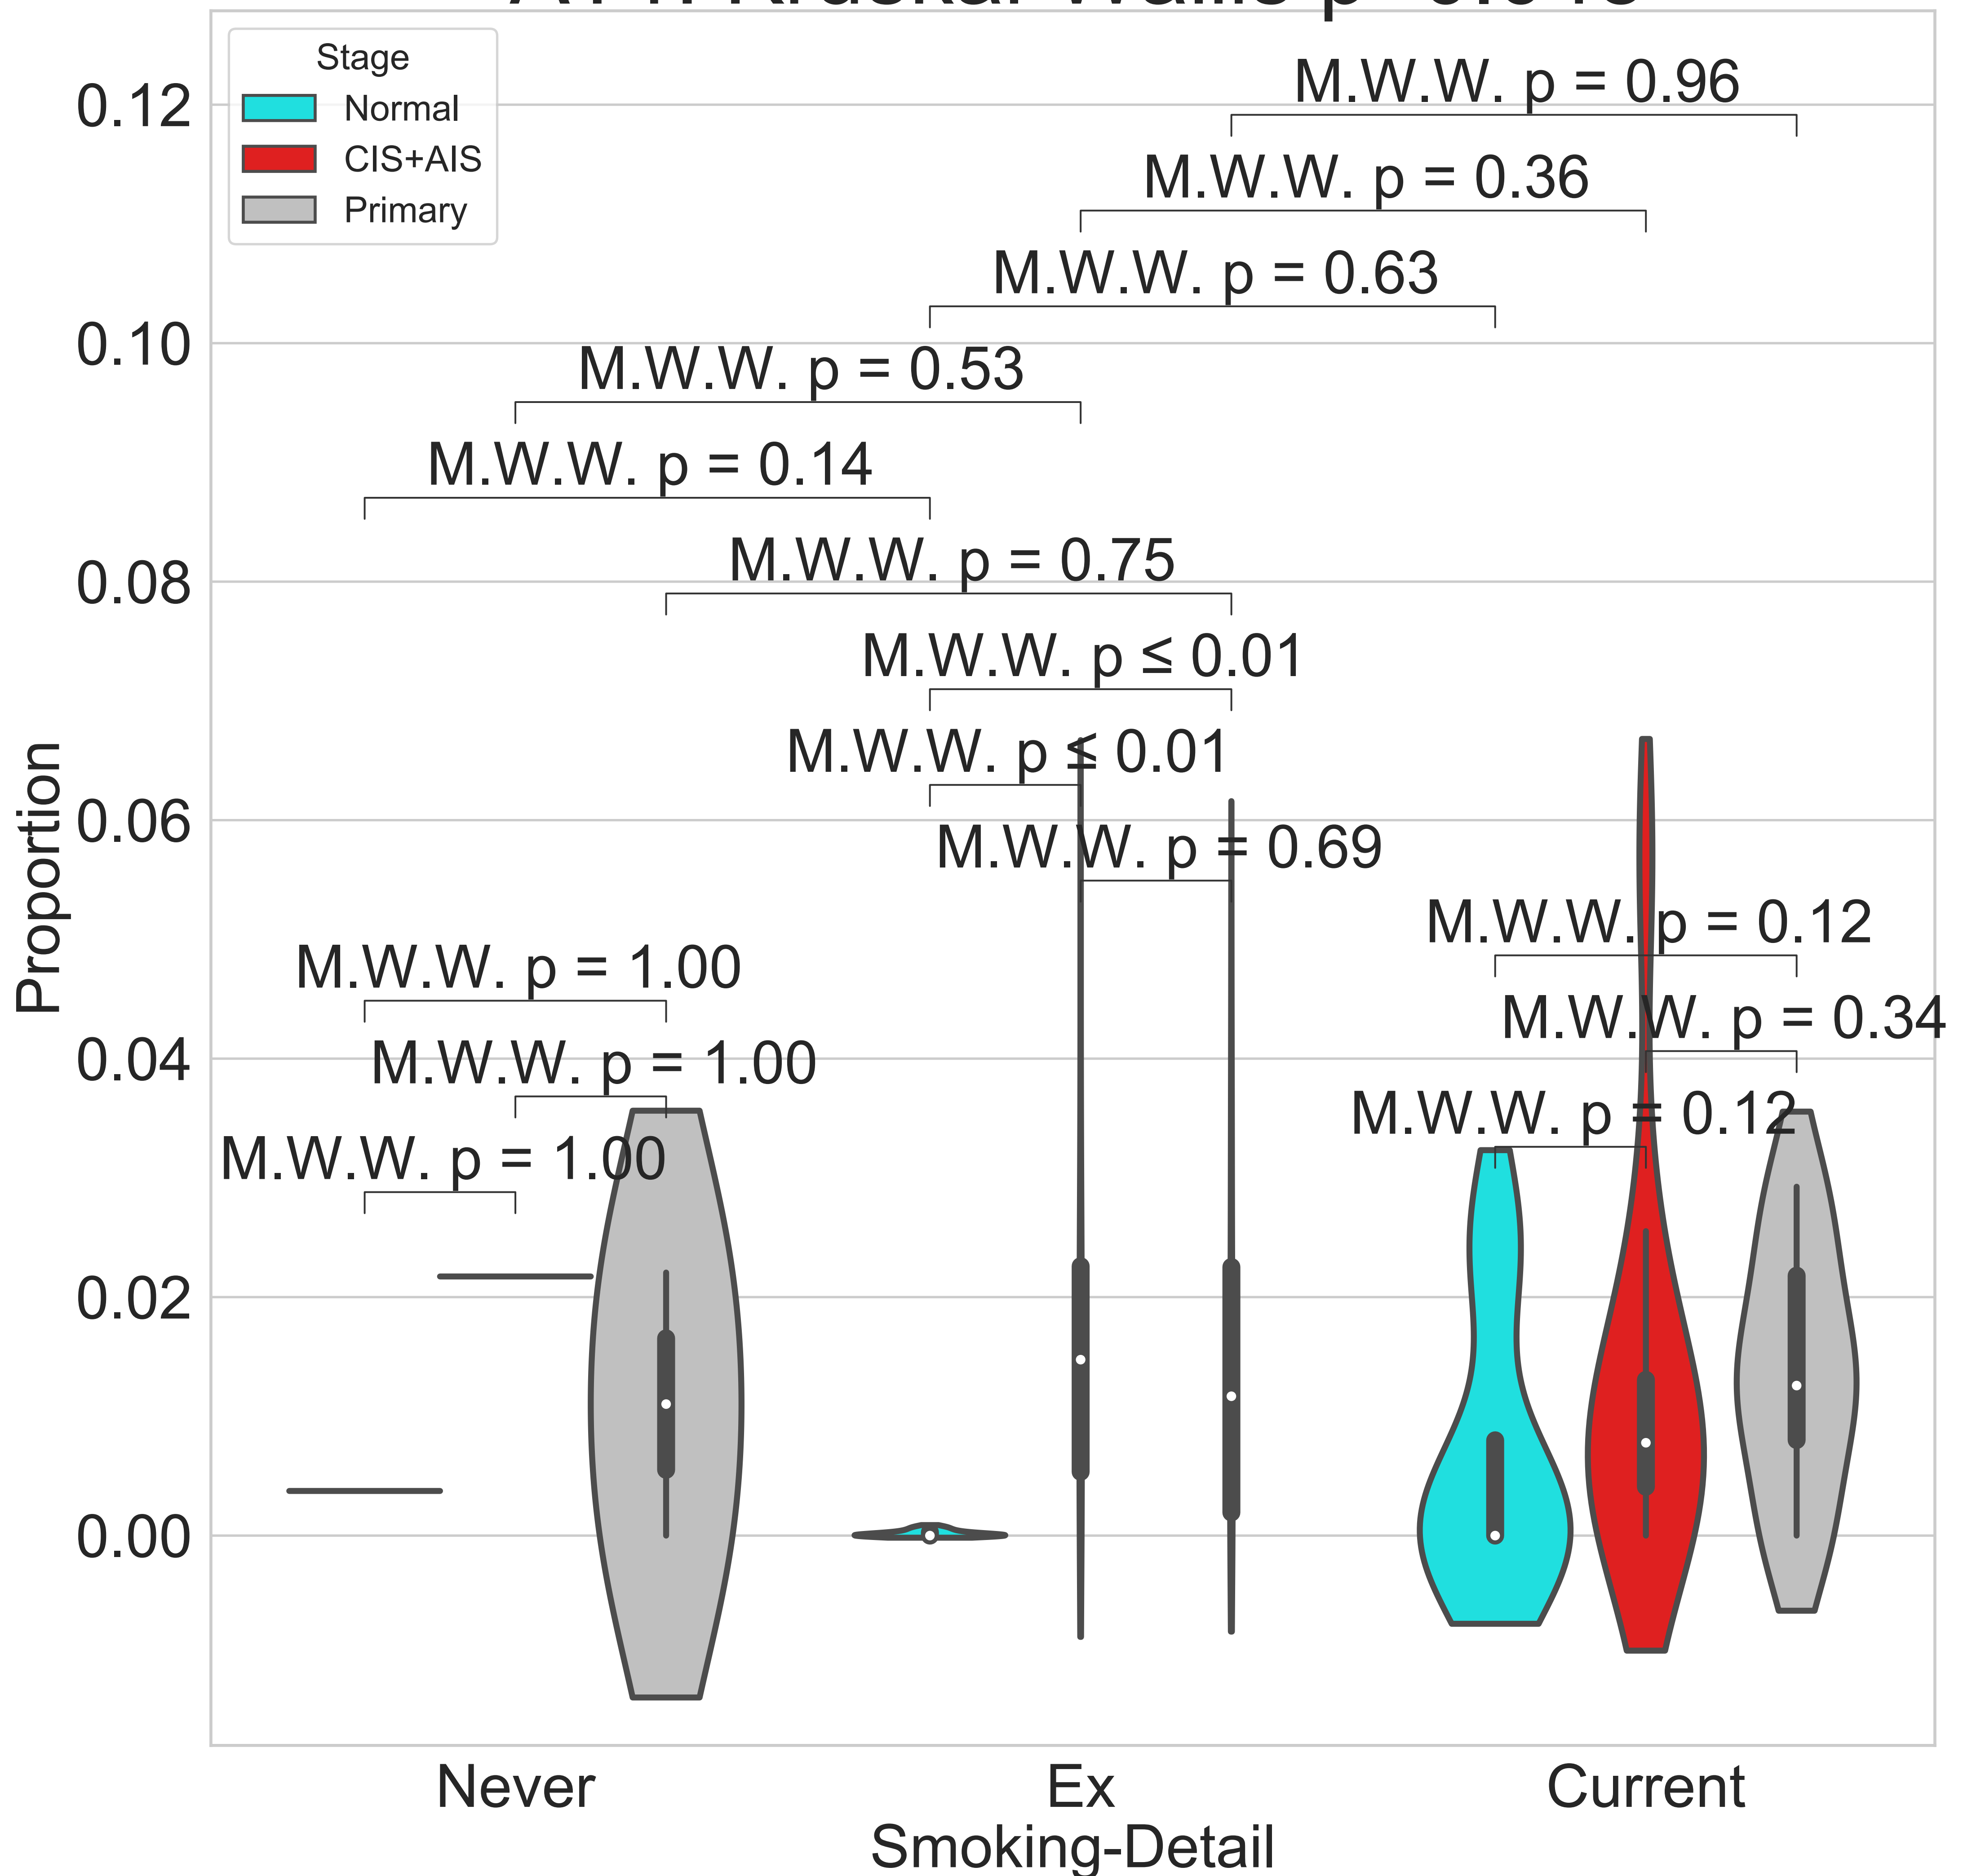 Stage
Normal
CIS+AIS
Primary
M.W.W. p = 0.96
M.W.W. p = 0.36
M.W.W. p = 0.63
M.W.W. p = 0.53
M.W.W. p = 0.14
M.W.W. p = 0.75
M.W.W. p ≤ 0.01
M.W.W. p ≤ 0.01
M.W.W. p = 0.69
M.W.W. p = 1.00
M.W.W. p = 1.00
M.W.W. p = 1.00
M.W.W. p = 0.12
M.W.W. p = 0.34
M.W.W. p = 0.12
0.12
0.10
0.08
0.06
0.04
0.02
0.00
Proportion
Never
Ex
Current
Smoking-Detail